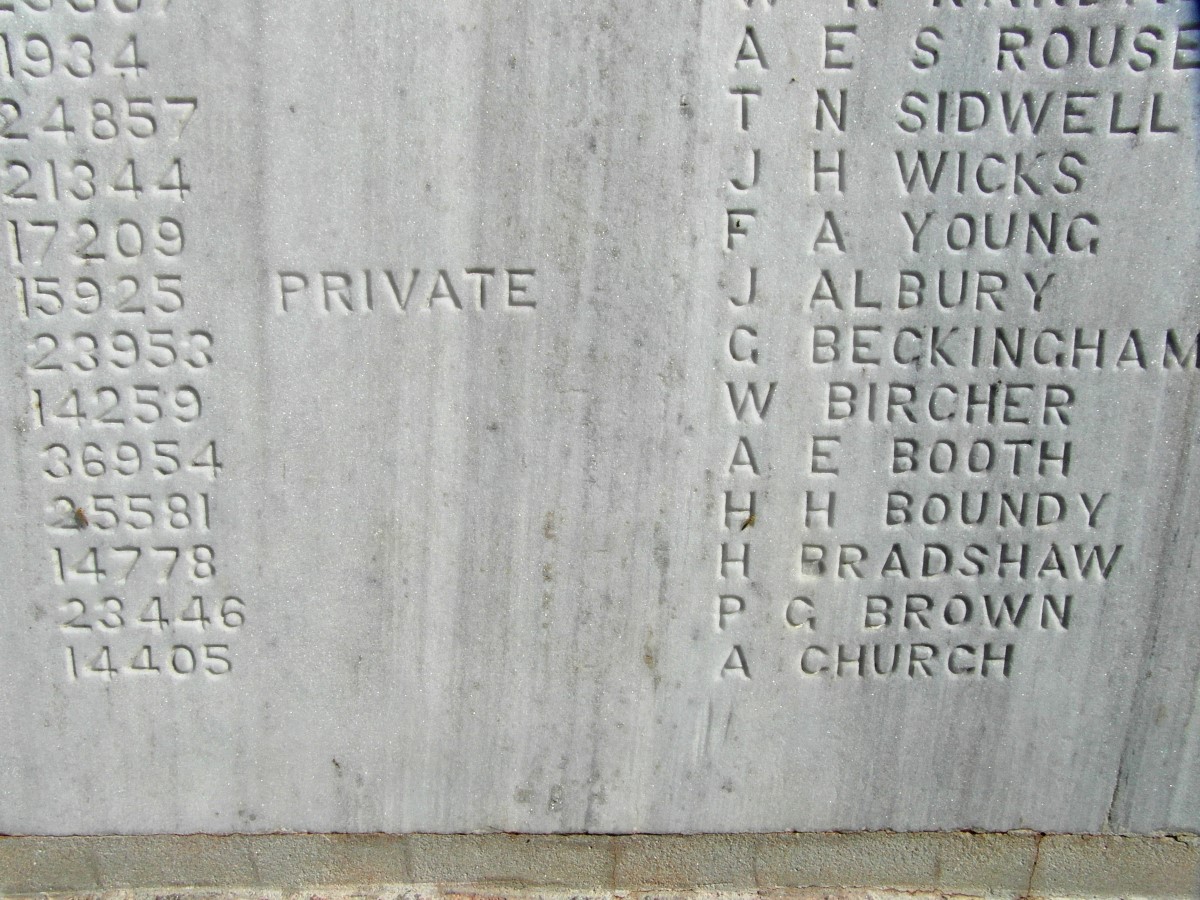 1934 A E S ROUSE
24857 T N SIDWELL
21344 J H WICKS
17209 F A YOUNG
15925 PRIVATE J ALBURY
23953 G BECKINGHAM
14259 W BIRCHER
36954 A E BOOTH
25581 H H BOUNDY
14778 H BRADSHAW
23446 P G BROWN
14405 A CHURCH